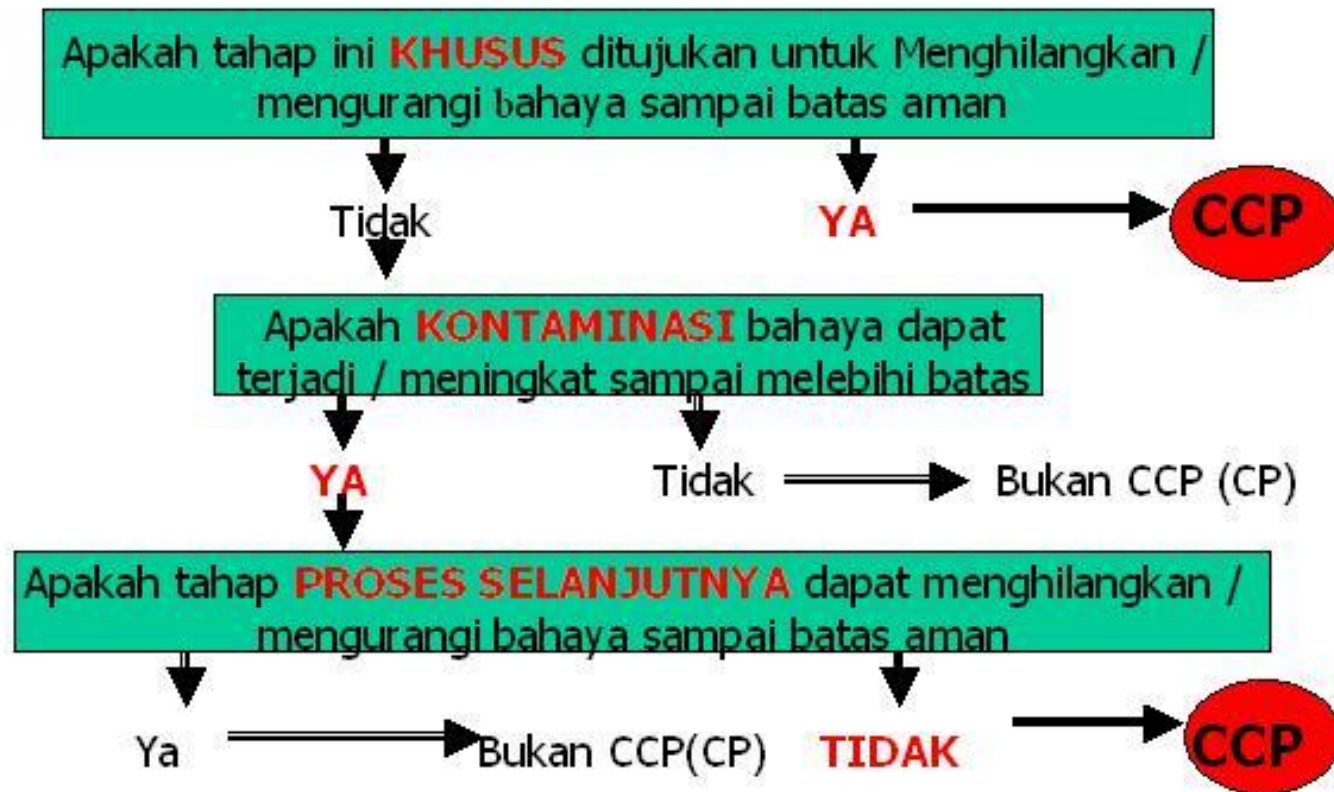 Apakah tahap ini KHUSUS ditujukan untuk Menghilangkan /
mengurangi bahaya sampai batas aman
Tidak
YA
CCP
Apakah KONTAMINASI bahaya dapat
terjadi / meningkat sampai melebihi batas
YA
Tidak
Bukan CCP (CP)
Apakah tahap PROSES SELANJUTNYA dapat menghilangkan /
mengurangi bahaya sampai batas aman
Ya
Bukan CCP(CP)
TIDAK
CCP